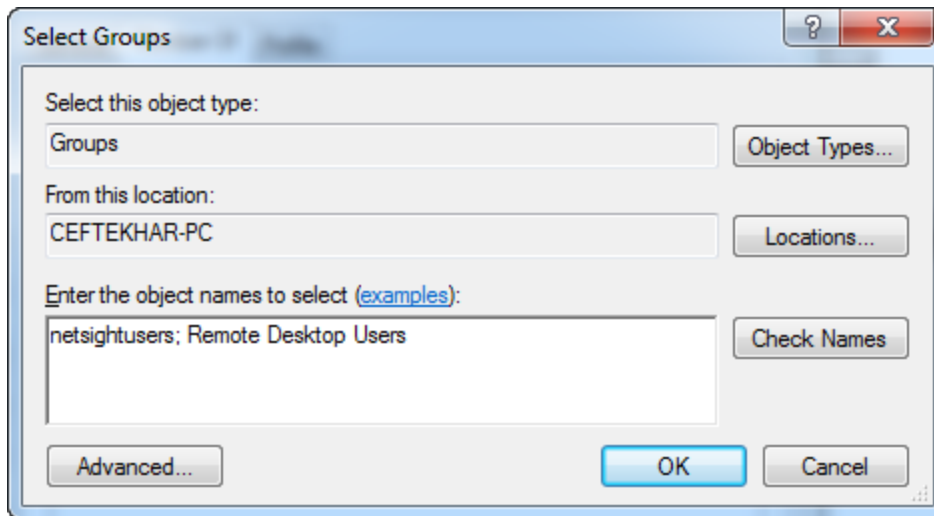 Select Groups
Select this object type:
Groups
Object Types...
From this location:
CEFTEKHAR-PC
Locations...
Enter the object names to select (examples):
netsightusers; Remote Desktop Users
Check Names
Advanced...
OK
Cancel